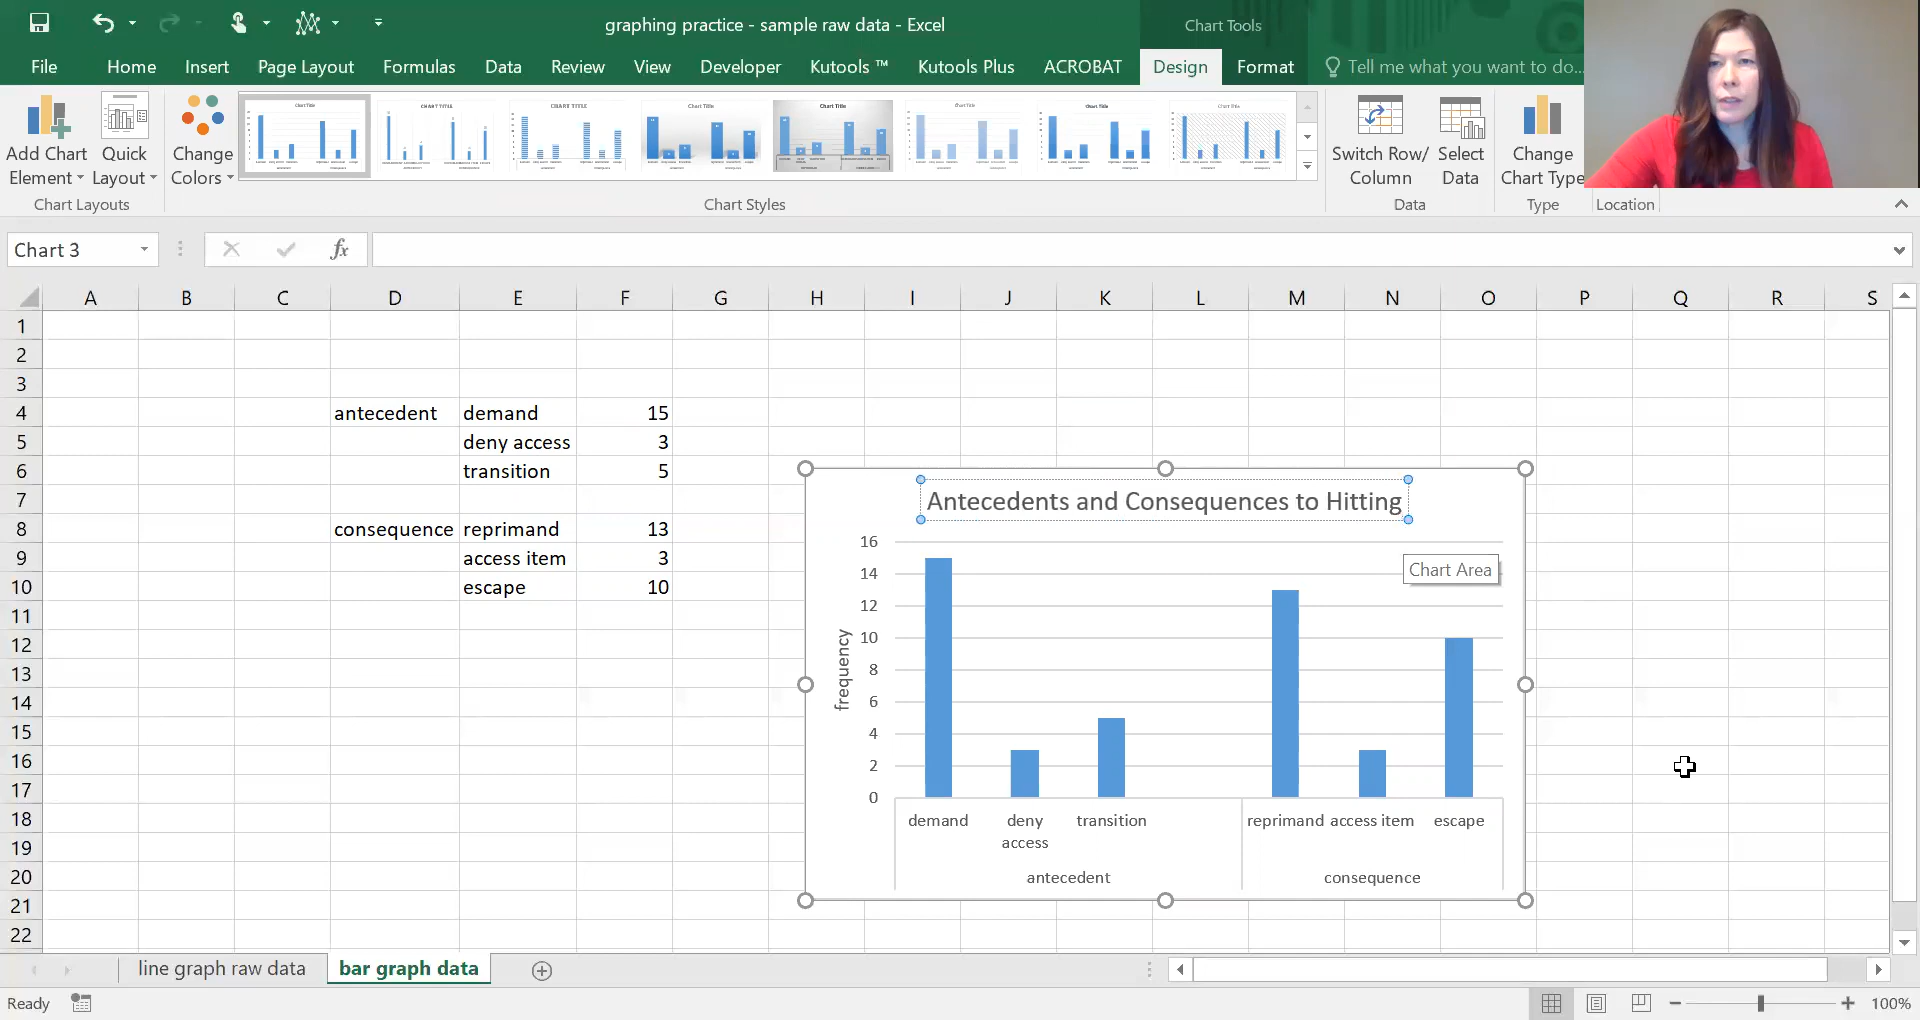 graphing practice - sample raw data - Excel
Chart Tools
File Home Insert Page Layout Formulas Data Review View Developer Kutools ™ Kutools Plus ACROBAT Design Format Tell me what you want to do...
Add Chart Element
Quick Layout
Change Colors
Switch Row/ Column
Select Data
Change Chart Type
Chart Layouts
Chart Styles
Data
Type
Location
Chart 3
fx
A B C D E F G H I J K L M N O P Q R S
1
2
3
4 antecedent demand 15
5 deny access 3
6 transition 5
7
8 consequence reprimand 13
9 access item 3
10 escape 10
11
12
13
14
15
16
17
18
19
20
21
22
Antecedents and Consequences to Hitting
Chart Area
frequency
16
14
12
10
8
6
4
2
0
demand deny access transition reprimand access item escape
antecedent consequence
line graph raw data bar graph data
Ready
100%